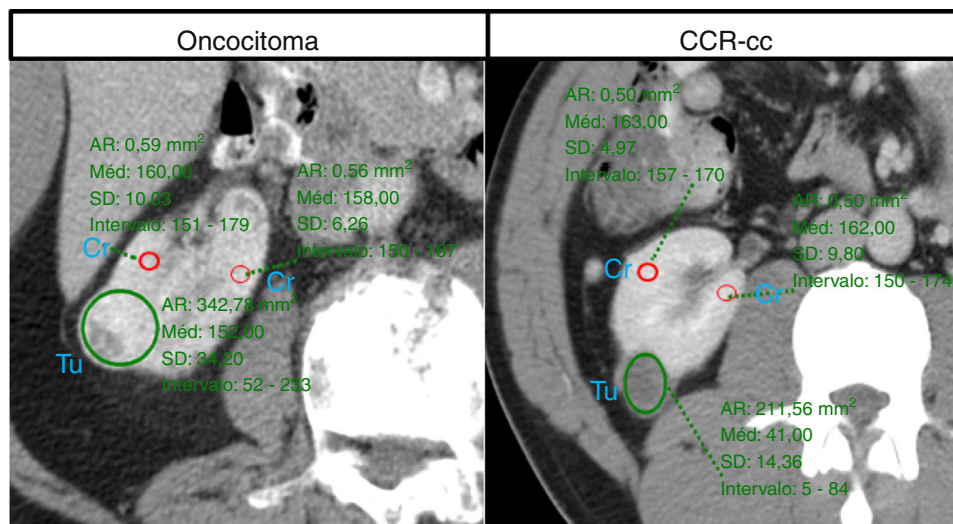 Oncocitoma
CCR-cc
AR: 0,59 mm²
Méd: 160,00
SD: 10,03
Intervalo: 151 - 179
AR: 0,56 mm²
Méd: 158,00
SD: 6,26
Intervalo: 150 - 167
Cr
Cr
AR: 342,78 mm²
Méd: 152,00
SD: 34,20
Intervalo: 52 - 233
Tu
AR: 0,50 mm²
Méd: 163,00
SD: 4,97
Intervalo: 157 - 170
AR: 0,50 mm²
Méd: 162,00
SD: 9,80
Intervalo: 150 - 174
Cr
Cr
Tu
AR: 211,56 mm²
Méd: 41,00
SD: 14,36
Intervalo: 5 - 84